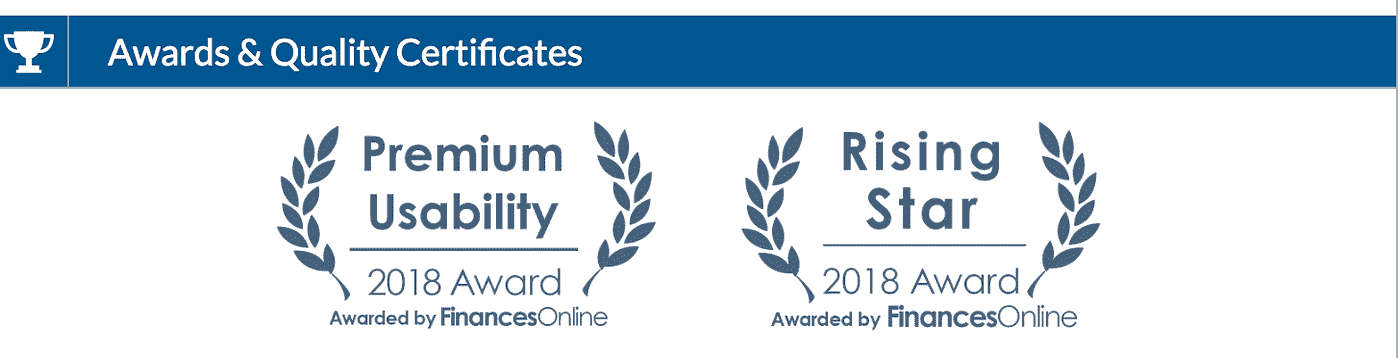 Awards & Quality Certificates
Premium
Usability
2018 Award
Awarded by FinancesOnline
Rising
Star
2018 Award
Awarded by FinancesOnline